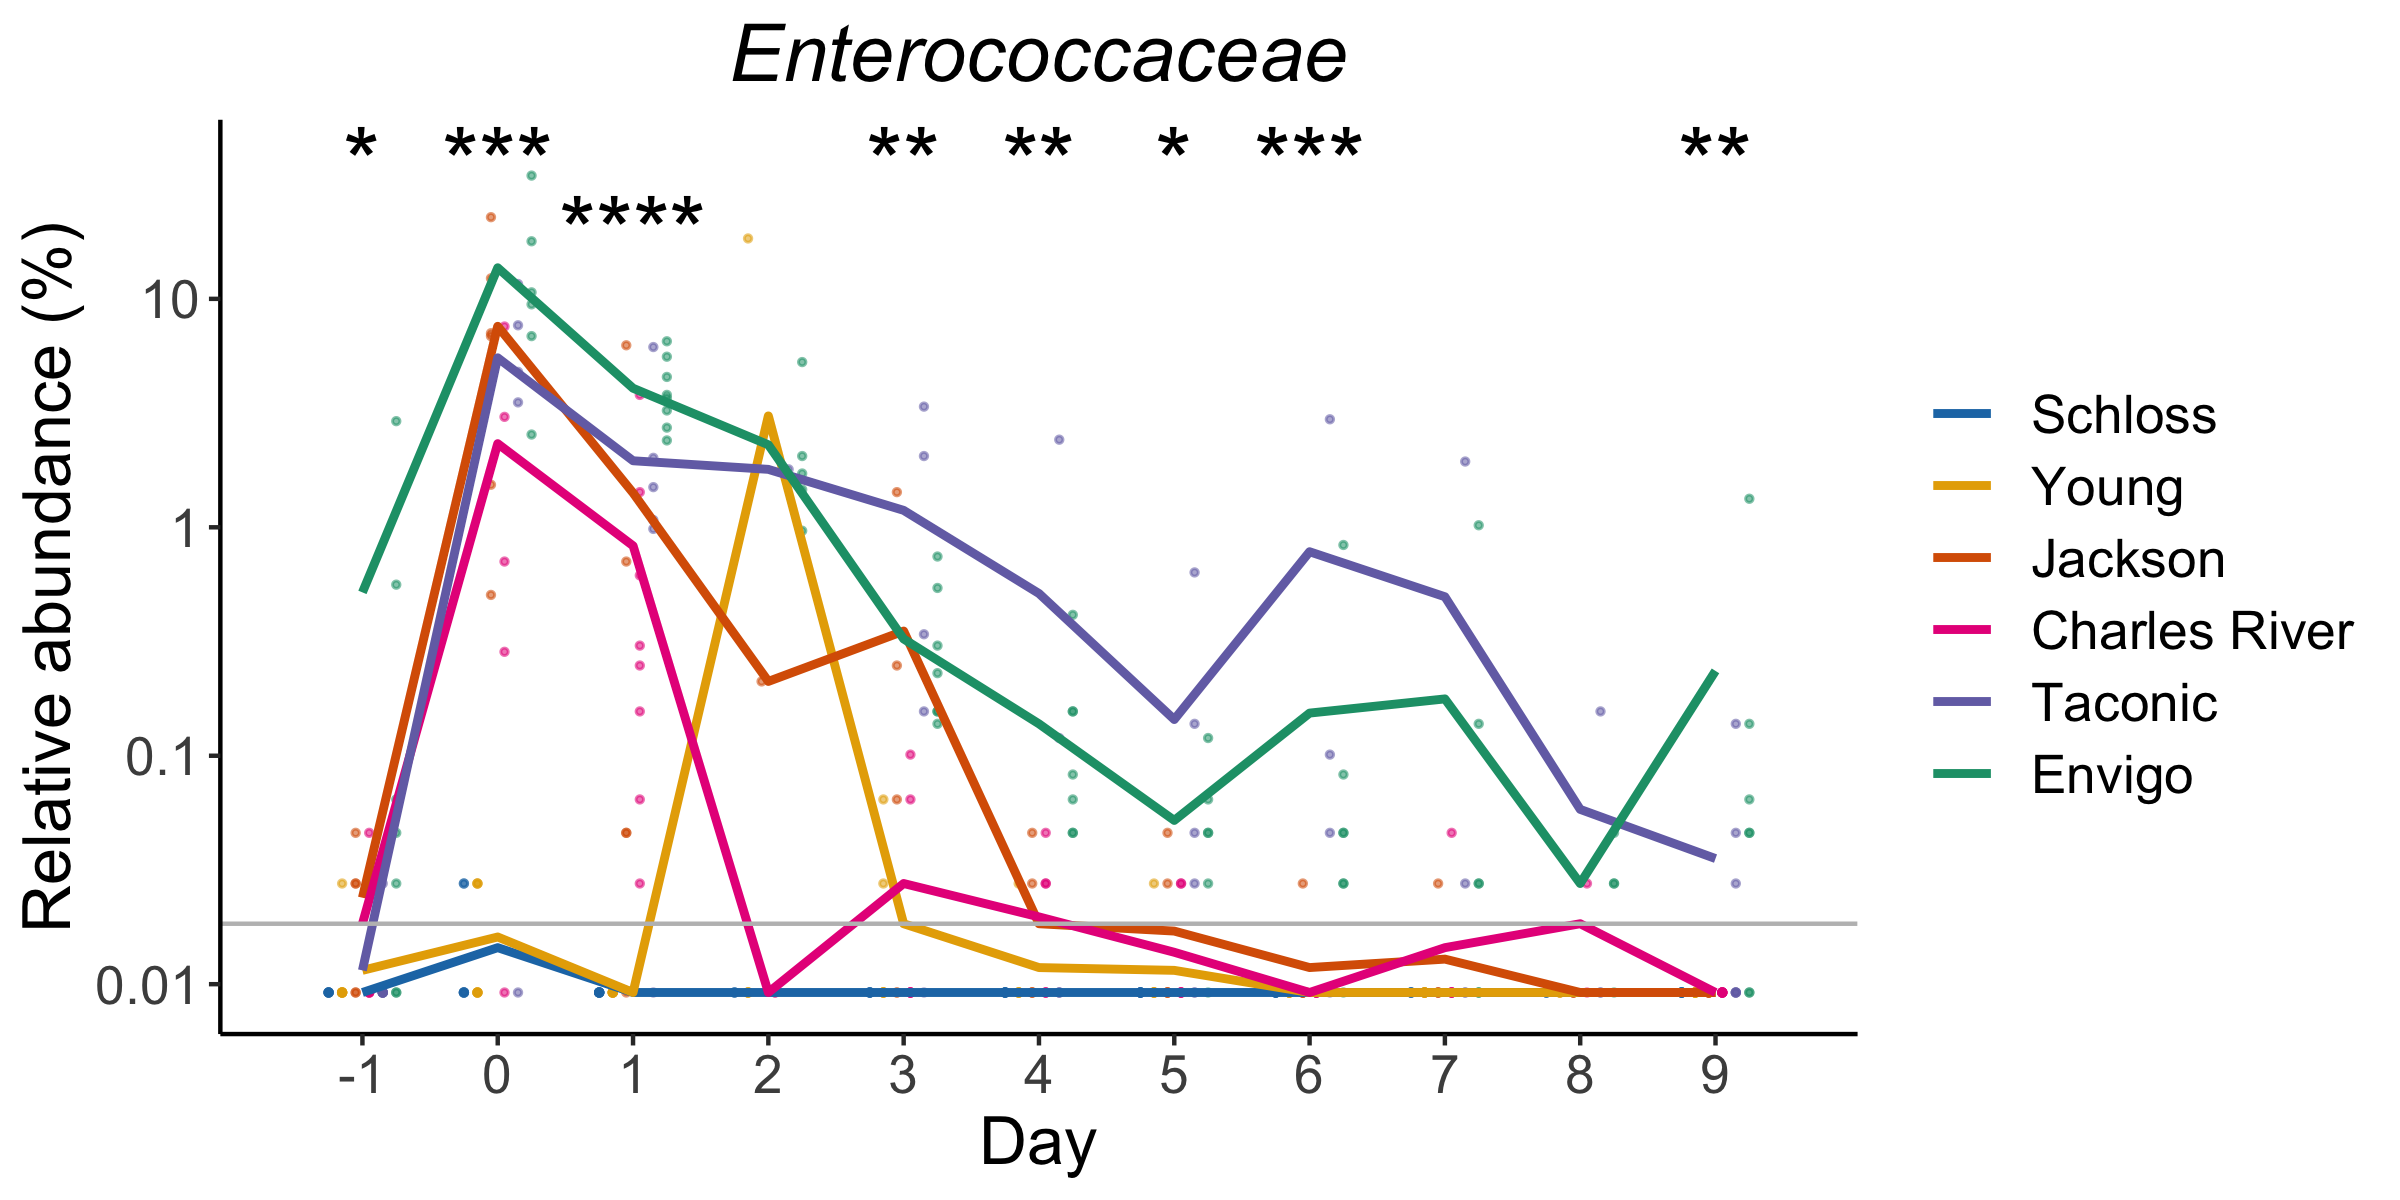 Enterococcaceae
* *** ** ** * *** **
****
10
1
0.1
0.01
Relative abundance (%)
-1 0 1 2 3 4 5 6 7 8 9
Day
Schloss
Young
Jackson
Charles River
Taconic
Envigo